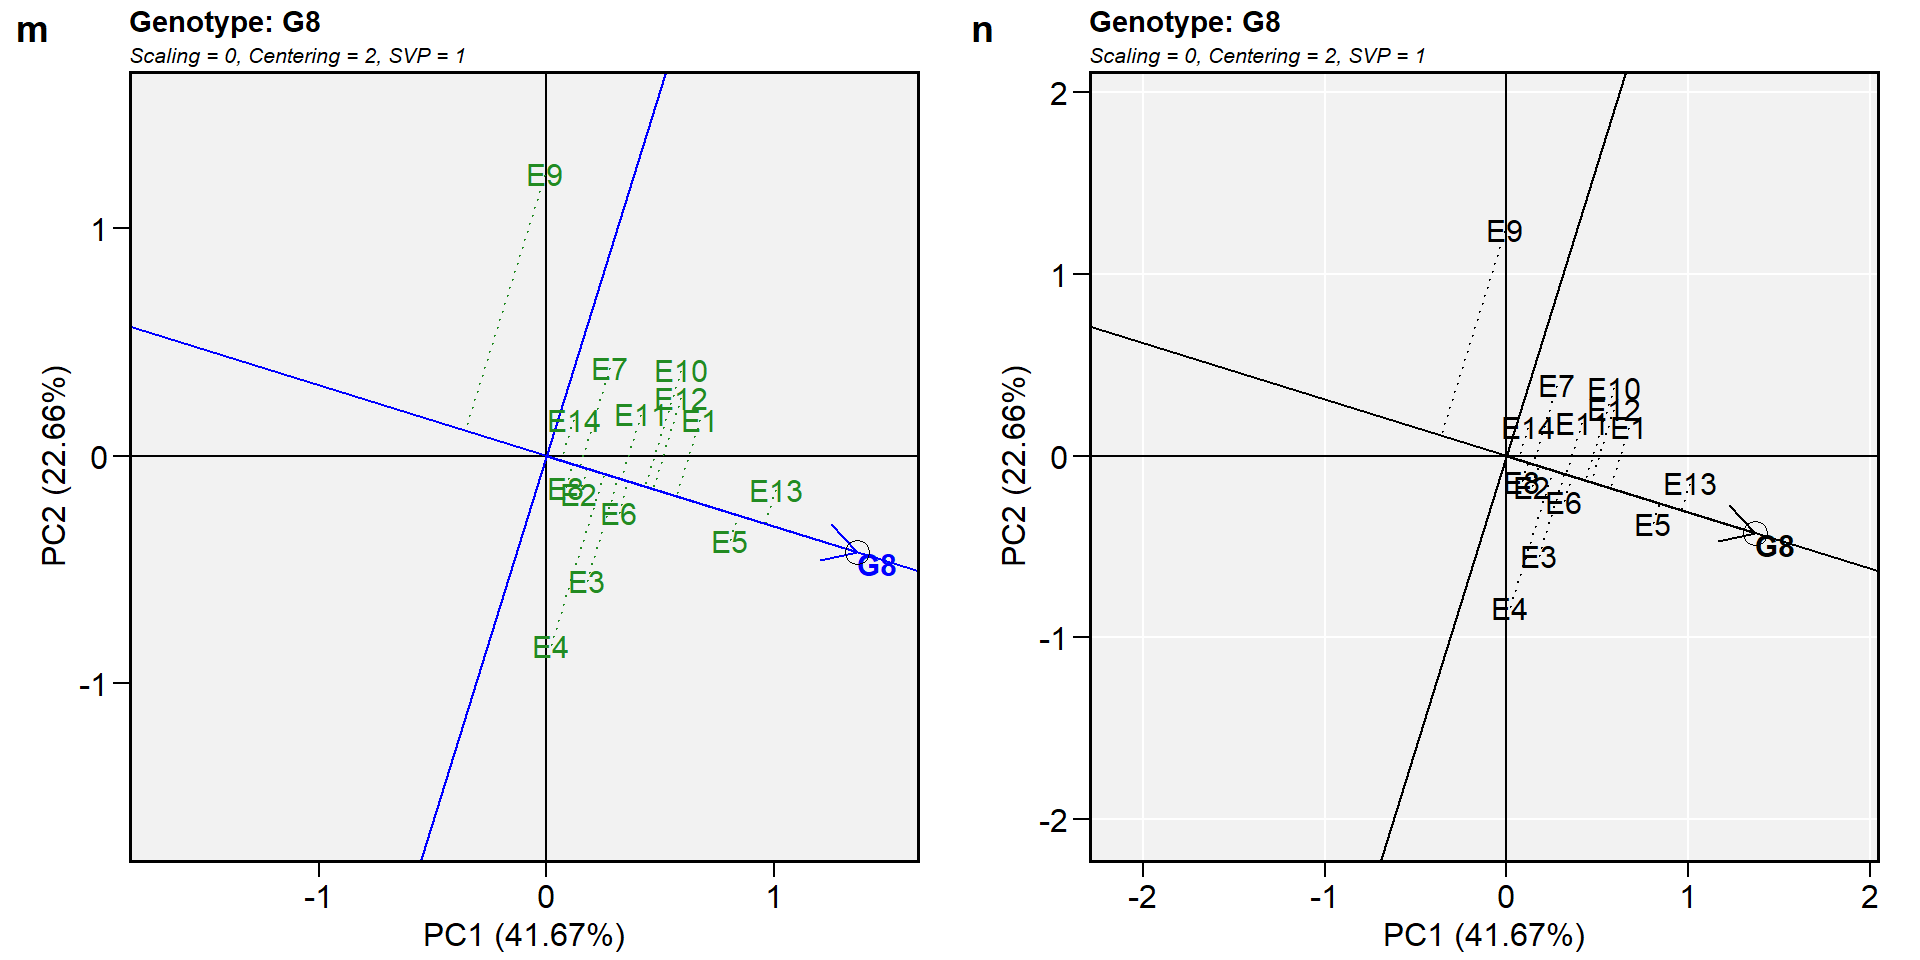 m
Genotype: G8
Scaling = 0, Centering = 2, SVP = 1
E9
E7
E10
E12
E14
E11
E1
E8
E2
E6
E13
E5
G8
E3
E4
1
0
-1
-1
0
1
PC1 (41.67%)
PC2 (22.66%)
n
Genotype: G8
Scaling = 0, Centering = 2, SVP = 1
E9
E7
E10
E12
E14
E11
E1
E8
E2
E6
E13
E5
G8
E3
E4
2
1
0
-1
-2
-2
-1
0
1
2
PC1 (41.67%)
PC2 (22.66%)